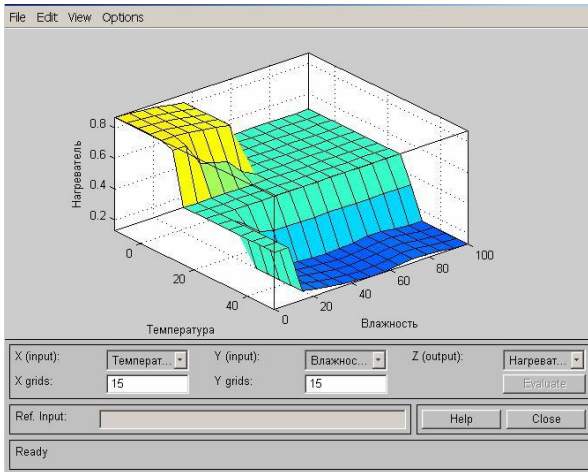 File Edit View Options
0.8
0.6
0.4
0.2
Нагреватель
0
20
40
Температура
0
20
40
60
80
100
Влажность
X (input): Температ... Y (input): Влажнос... Z (output): Нагреват...
X grids: 15 Y grids: 15 Evaluate
Ref. Input: Help Close
Ready